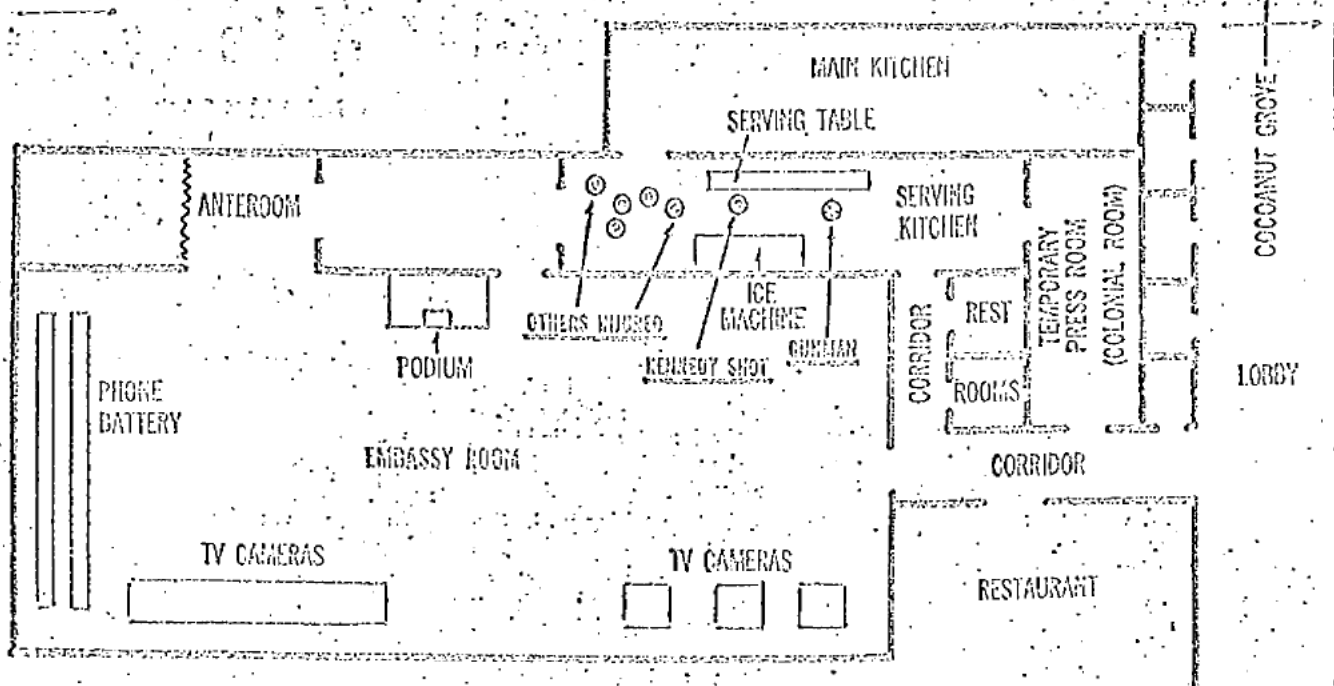 MAIN KITCHEN
SERVING TABLE
COCOANUT GROVE
ANTEROOM
SERVING
KITCHEN
TEMPORARY
PRESS ROOM
(COLONIAL ROOM)
ICE
MACHINE
REST
ROOMS
OTHERS INJURED
KENNEDY SHOT
GUNMAN
PODIUM
CORRIDOR
PHONE
BATTERY
LOBBY
EMBASSY ROOM
CORRIDOR
TV CAMERAS
TV CAMERAS
RESTAURANT